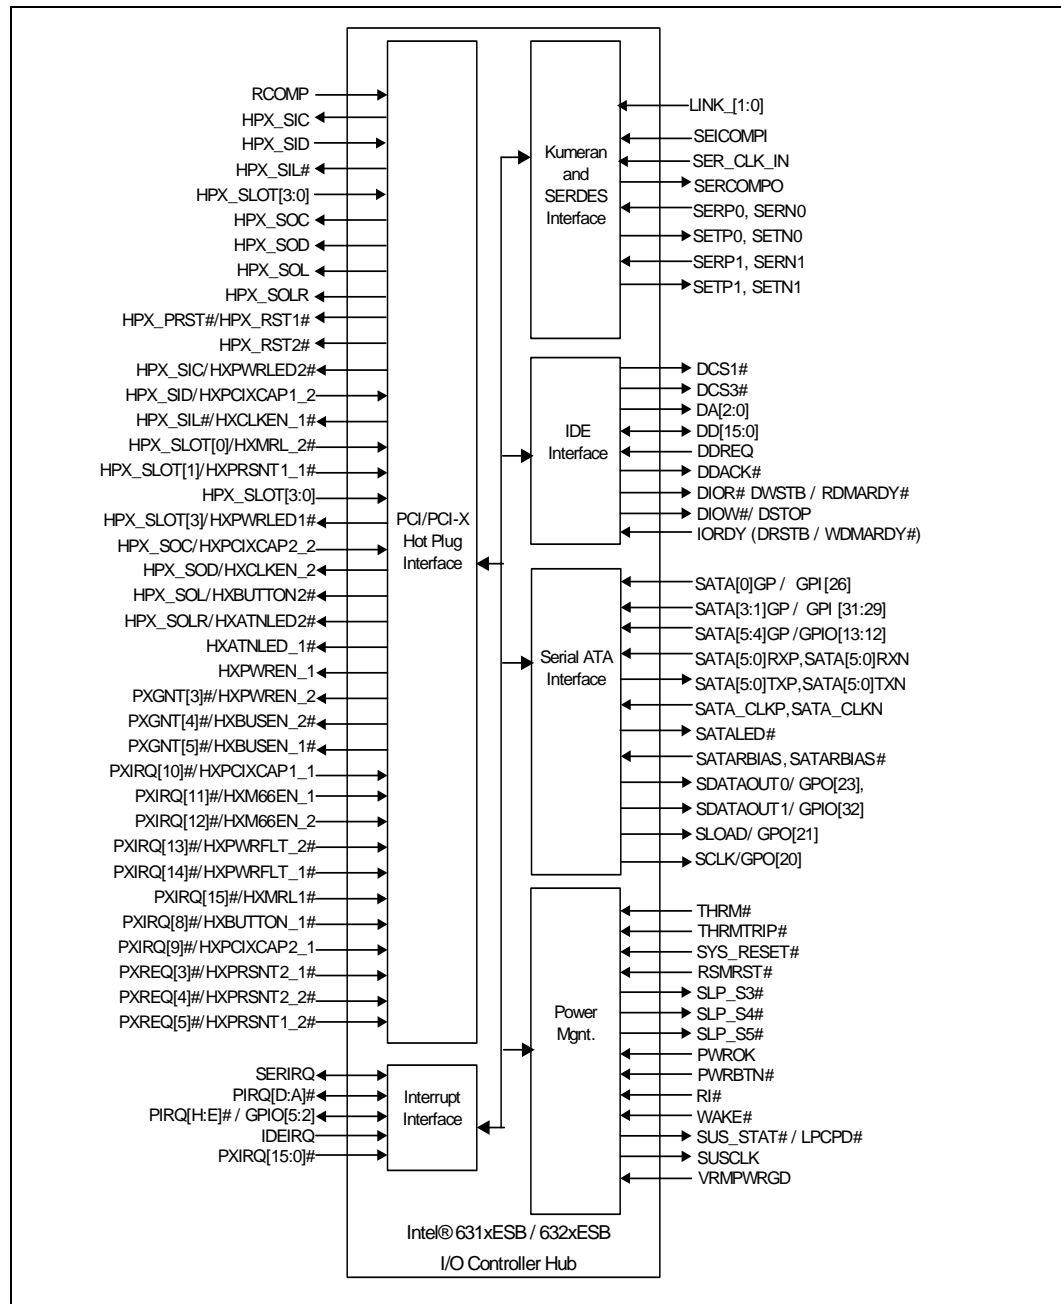 RCOMP
HPX_SIC
HPX_SID
HPX_SIL#
HPX_SLOT[3:0]
HPX_SOC
HPX_SOD
HPX_SOL
HPX_SOLR
HPX_PRST#/HPX_RST1#
HPX_RST2#
HPX_SIC/HXPWRLED2#
HPX_SID/HXPCIXCAP1_2
HPX_SIL#/HXCLKEN_1#
HPX_SLOT[0]/HXMRL_2#
HPX_SLOT[1]/HXPRSNT1_1#
HPX_SLOT[3:0]
HPX_SLOT[3]/HXPWRLED1#
HPX_SOC/HXPCIXCAP2_2
HPX_SOD/HXCLKEN_2
HPX_SOL/HXBUTTON2#
HPX_SOLR/HXATNLED2#
HXATNLED_1#
HXPWREN_1
PXGNT[3]#/HXPWREN_2
PXGNT[4]#/HXBUSEN_2#
PXGNT[5]#/HXBUSEN_1#
PXIRQ[10]#/HXPCIXCAP1_1
PXIRQ[11]#/HXM66EN_1
PXIRQ[12]#/HXM66EN_2
PXIRQ[13]#/HXPWRFLT_2#
PXIRQ[14]#/HXPWRFLT_1#
PXIRQ[15]#/HXMRL1#
PXIRQ[8]#/HXBUTTON_1#
PXIRQ[9]#/HXPCIXCAP2_1
PXREQ[3]#/HXPRSNT2_1#
PXREQ[4]#/HXPRSNT2_2#
PXREQ[5]#/HXPRSNT1_2#
PCI/PCI-X
Hot Plug
Interface
SERIRQ
PIRQ[D:A]#
PIRQ[H:E]# / GPIO[5:2]
IDEIRQ
PXIRQ[15:0]#
Interrupt
Interface
Kumeran
and
SERDES
Interface
LINK_[1:0]
SEICOMPI
SER_CLK_IN
SERCOMPO
SERP0, SERN0
SETP0, SETN0
SERP1, SERN1
SETP1, SETN1
IDE
Interface
DCS1#
DCS3#
DA[2:0]
DD[15:0]
DDREQ
DDACK#
DIOR# DWSTB / RDMARDY#
DIOW#/ DSTOP
IORDY (DRSTB / WDMARDY#)
Serial ATA
Interface
SATA[0]GP / GPI[26]
SATA[3:1]GP / GPI [31:29]
SATA[5:4]GP /GPIO[13:12]
SATA[5:0]RXP,SATA[5:0]RXN
SATA[5:0]TXP,SATA[5:0]TXN
SATA_CLKP,SATA_CLKN
SATALED#
SATARBIAS, SATARBIAS#
SDATAOUT0/ GPO[23],
SDATAOUT1/ GPIO[32]
SLOAD/ GPO[21]
SCLK/GPO[20]
Power
Mgnt.
THRM#
THRMTRIP#
SYS_RESET#
RSMRST#
SLP_S3#
SLP_S4#
SLP_S5#
PWROK
PWRBTN#
RI#
WAKE#
SUS_STAT# / LPCPD#
SUSCLK
VRMPWRGD
Intel® 631xESB / 632xESB
I/O Controller Hub